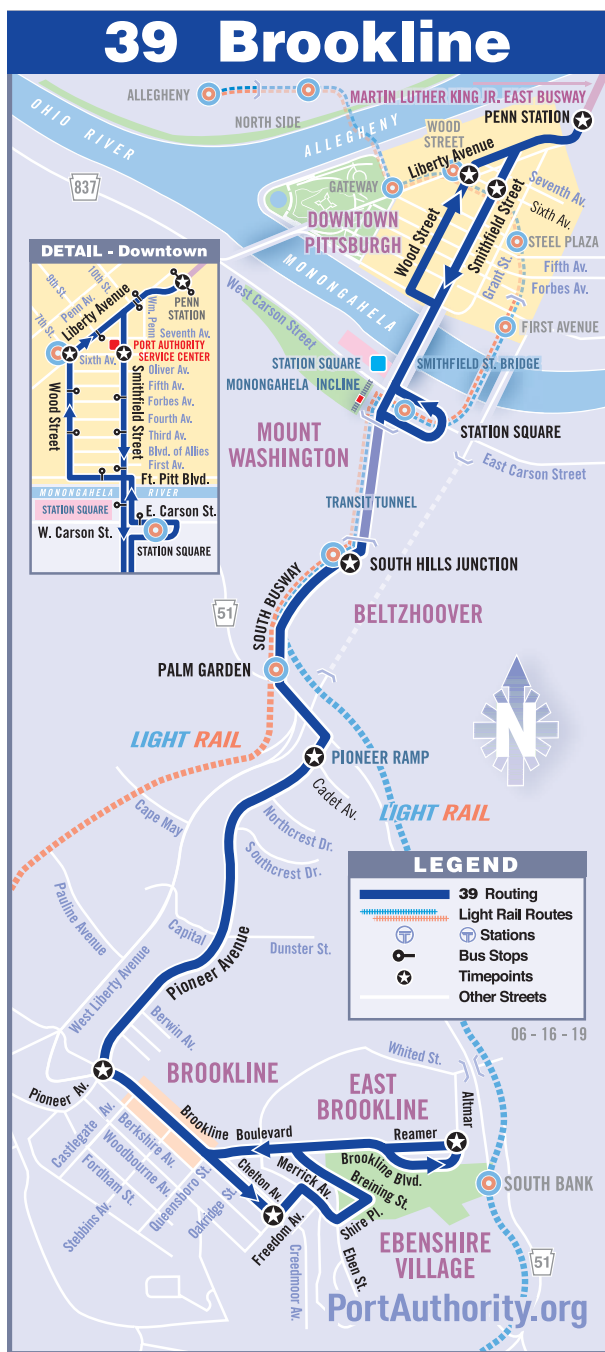 39 Brookline
ALLEGHENY
MARTIN LUTHER KING JR. EAST BUSWAY
NORTH SIDE
PENN STATION
OHIO RIVER
ALLEGHENY
WOOD
STREET
Liberty Avenue
837
GATEWAY
Seventh Av.
Sixth Av.
DOWNTOWN
PITTSBURGH
Wood Street
Smithfield Street
STEEL PLAZA
Grant St.
Fifth Av.
Forbes Av.
MONONGAHELA
West Carson Street
FIRST AVENUE
DETAIL - Downtown
10th St.
9th St.
Penn Av.
7th St.
Liberty Avenue
PENN
STATION
Wm. Penn
Seventh Av.
PORT AUTHORITY
SERVICE CENTER
Sixth Av.
Oliver Av.
Fifth Av.
Forbes Av.
Fourth Av.
Third Av.
Blvd. of Allies
First Av.
Wood Street
Smithfield Street
Ft. Pitt Blvd.
MONONGAHELA RIVER
STATION SQUARE
E. Carson St.
W. Carson St.
STATION SQUARE
STATION SQUARE
SMITHFIELD ST. BRIDGE
MONONGAHELA INCLINE
STATION SQUARE
MOUNT
WASHINGTON
East Carson Street
TRANSIT TUNNEL
SOUTH HILLS JUNCTION
SOUTH BUSWAY
51
BELTZHOOVER
PALM GARDEN
N
LIGHT RAIL
PIONEER RAMP
Cadet Av.
LIGHT RAIL
Cape May
Northcrest Dr.
Southcrest Dr.
LEGEND
39 Routing
Light Rail Routes
Stations
Bus Stops
Timepoints
Other Streets
06 - 16 - 19
Pauline Avenue
Capital
Dunster St.
West Liberty Avenue
Pioneer Avenue
Berwin Av.
Whited St.
BROOKLINE
EAST
BROOKLINE
Pioneer Av.
Altmar
Castlegate Av.
Berkshire Av.
Woodbourne Av.
Fordham St.
Stebbins Av.
Queensboro St.
Oakridge St.
Brookline Boulevard
Reamer
Chelton Av.
Merrick Av.
Brookline Blvd.
Breining St.
SOUTH BANK
Freedom Av.
Shire Pl.
Eben St.
Creedmoor Av.
EBENSHIRE
VILLAGE
51
PortAuthority.org